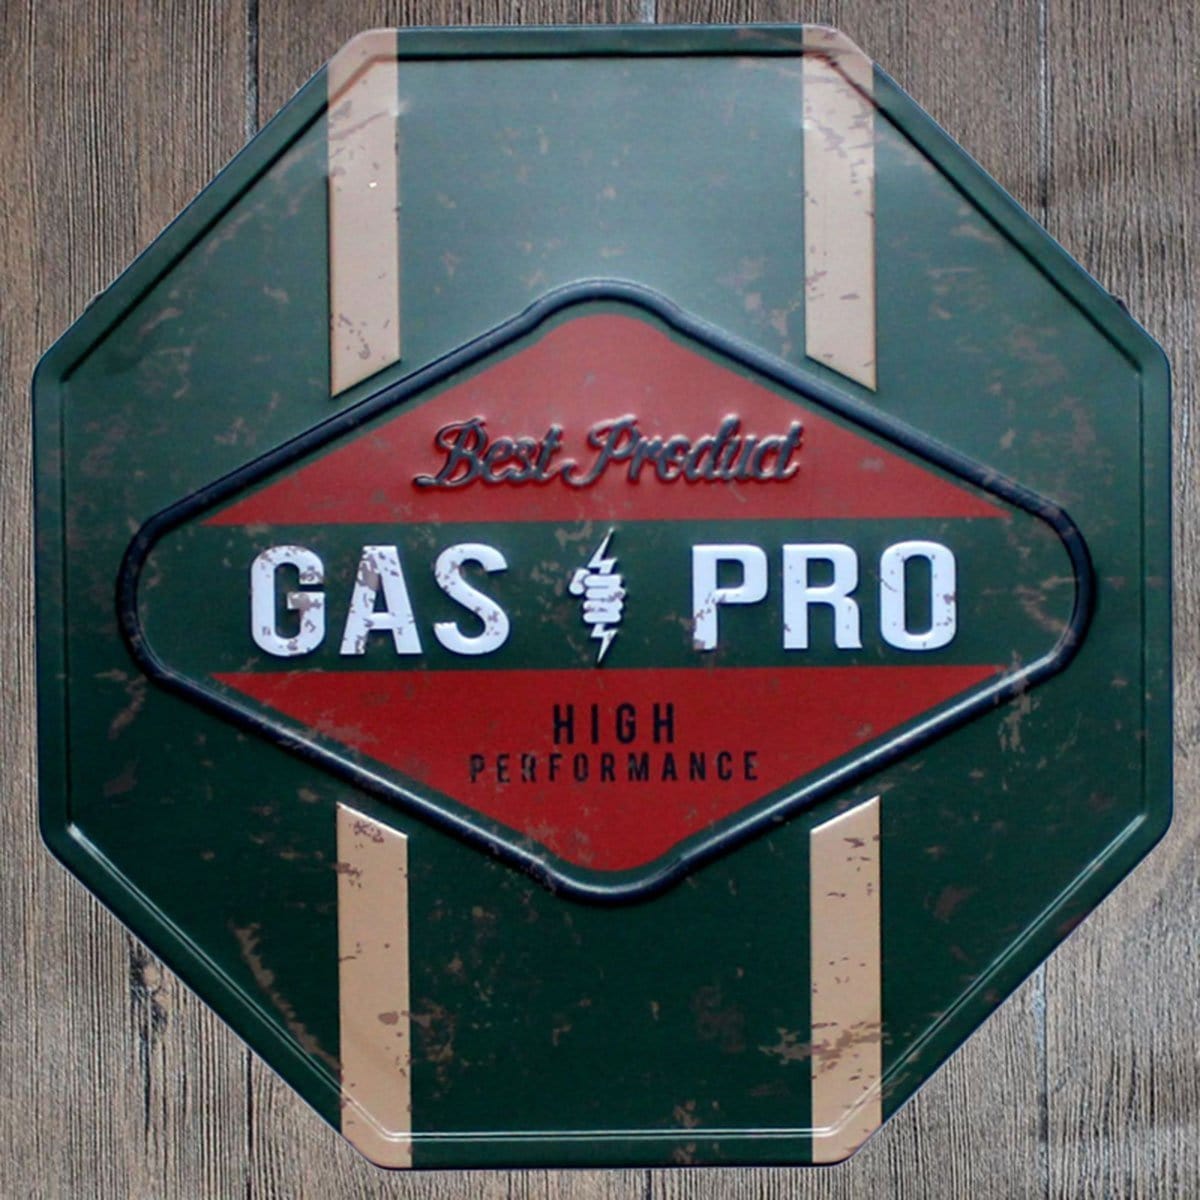 Best Product
GAS PRO
HIGH
PERFORMANCE